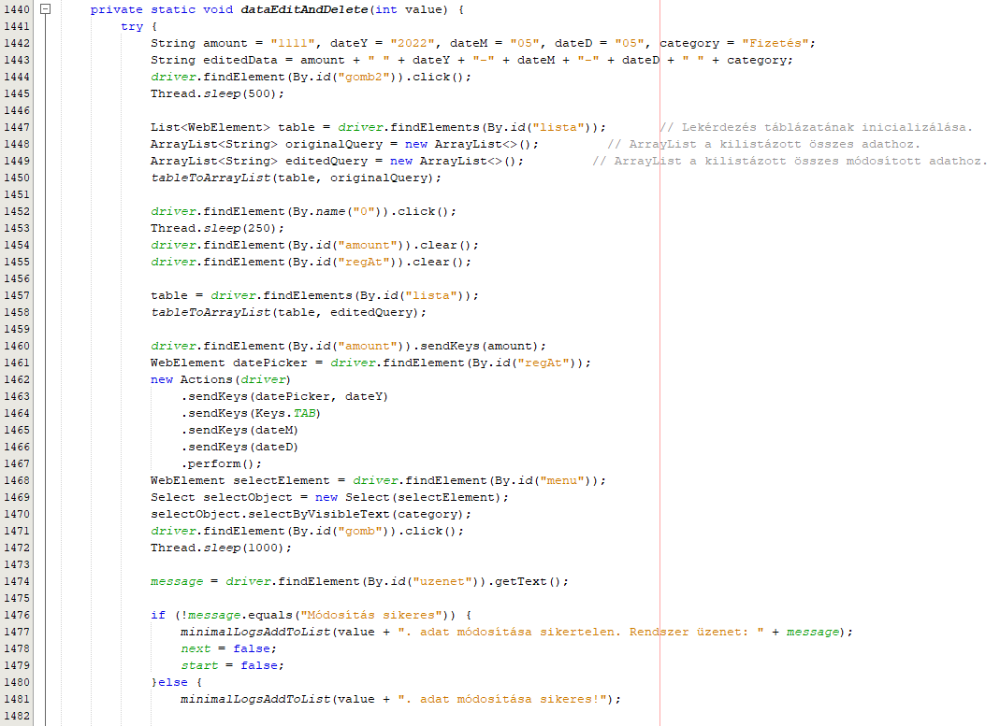 1440 private static void dataEditAndDelete(int value) {
1441 try {
1442 String amount = "1111", dateY = "2022", dateM = "05", dateD = "05", category = "Fizetés";
1443 String editedData = amount + " " + dateY + "-" + dateM + "-" + dateD + " " + category;
1444 driver.findElement(By.id("gomb2")).click();
1445 Thread.sleep(500);
1446
1447 List<WebElement> table = driver.findElements(By.id("lista")); // Lekérdezés táblázatának inicializálása.
1448 ArrayList<String> originalQuery = new ArrayList<>(); // ArrayList a kilistázott összes adathoz.
1449 ArrayList<String> editedQuery = new ArrayList<>(); // ArrayList a kilistázott összes módosított adathoz.
1450 tableToArrayList(table, originalQuery);
1451
1452 driver.findElement(By.name("0")).click();
1453 Thread.sleep(250);
1454 driver.findElement(By.id("amount")).clear();
1455 driver.findElement(By.id("regAt")).clear();
1456
1457 table = driver.findElements(By.id("lista"));
1458 tableToArrayList(table, editedQuery);
1459
1460 driver.findElement(By.id("amount")).sendKeys(amount);
1461 WebElement datePicker = driver.findElement(By.id("regAt"));
1462 new Actions(driver)
1463 .sendKeys(datePicker, dateY)
1464 .sendKeys(Keys.TAB)
1465 .sendKeys(dateM)
1466 .sendKeys(dateD)
1467 .perform();
1468 WebElement selectElement = driver.findElement(By.id("menu"));
1469 Select selectObject = new Select(selectElement);
1470 selectObject.selectByVisibleText(category);
1471 driver.findElement(By.id("gomb")).click();
1472 Thread.sleep(1000);
1473
1474 message = driver.findElement(By.id("uzenet")).getText();
1475
1476 if (!message.equals("Módosítás sikeres")) {
1477 minimalLogsAddToList(value + ". adat módosítása sikertelen. Rendszer üzenet: " + message);
1478 next = false;
1479 start = false;
1480 }else {
1481 minimalLogsAddToList(value + ". adat módosítása sikeres!");
1482